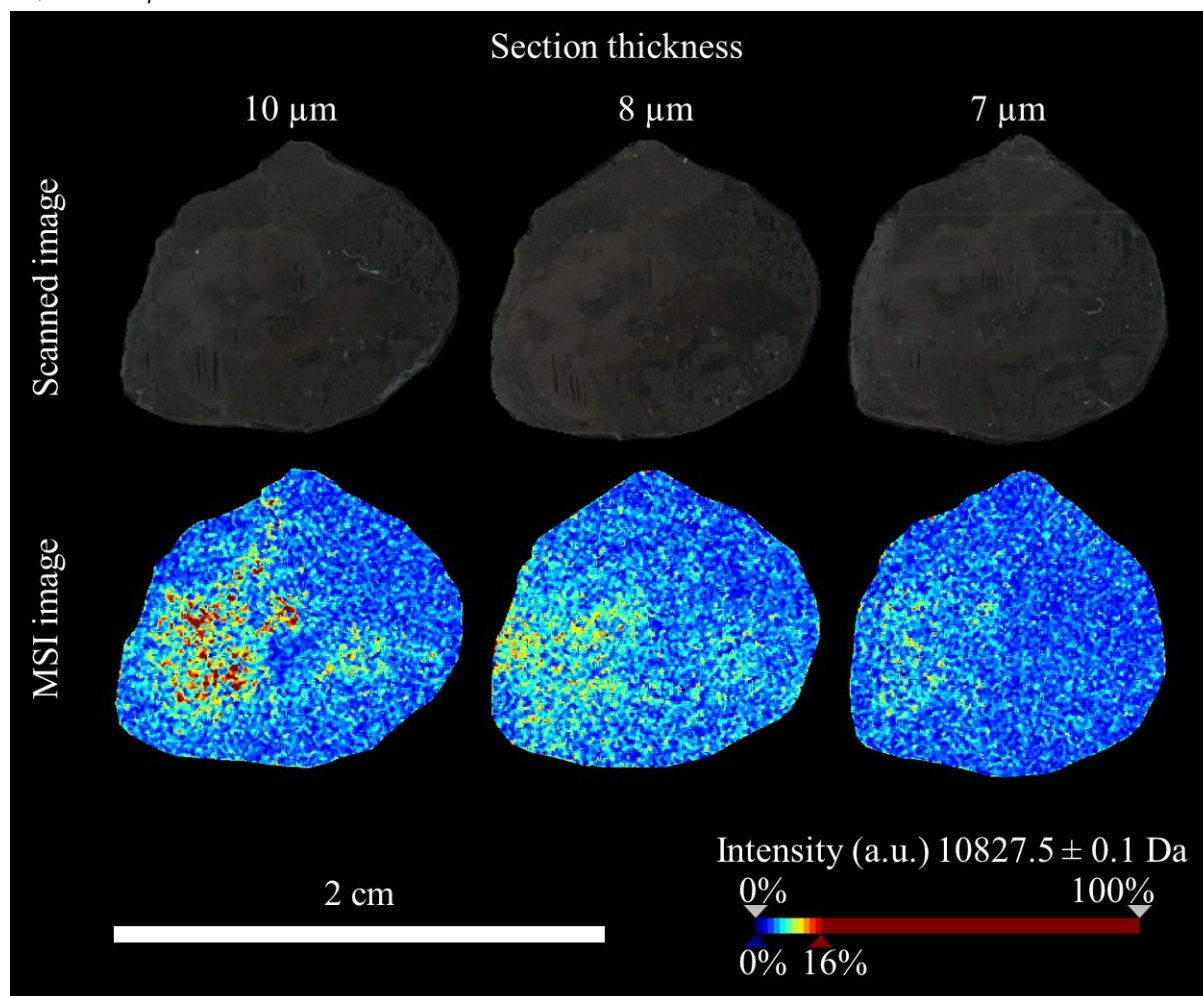 Section thickness
10 µm 8 µm 7 µm
Scanned image
MSI image
2 cm
Intensity (a.u.) 10827.5 ± 0.1 Da
0% 100%
0% 16%